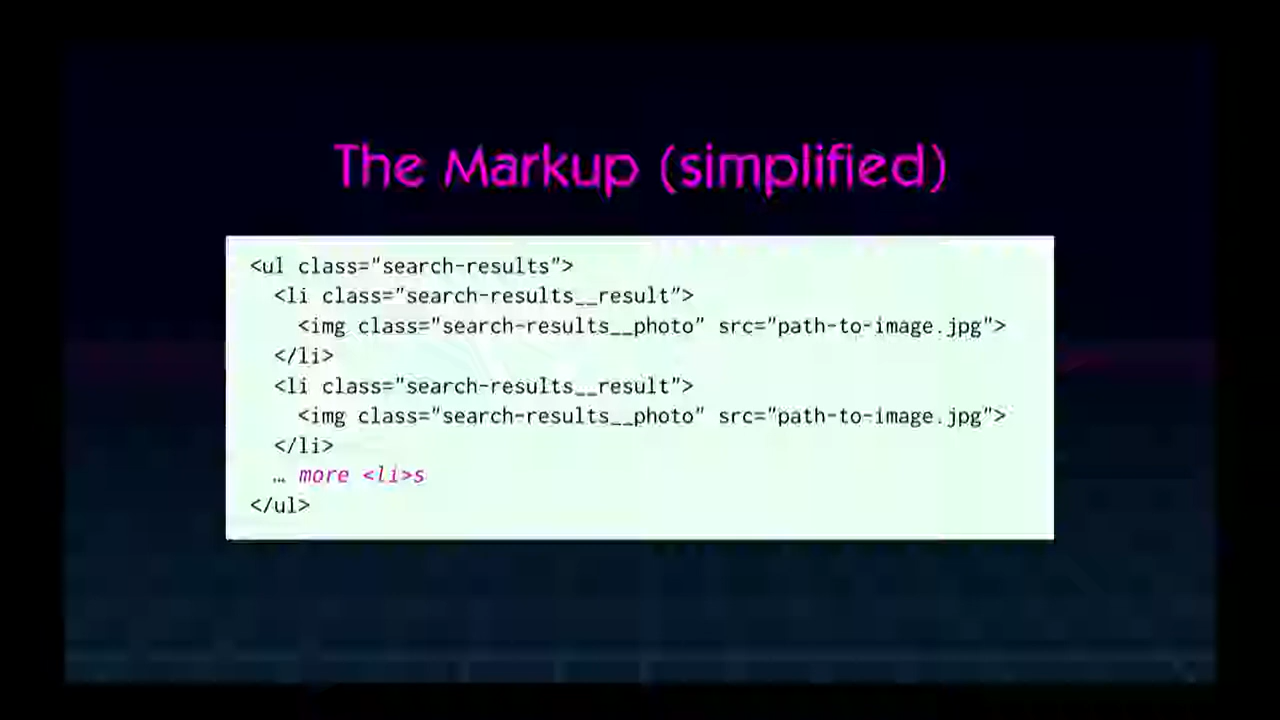 The Markup (simplified)
<ul class="search-results">
  <li class="search-results__result">
    <img class="search-results__photo" src="path-to-image.jpg">
  </li>
  <li class="search-results__result">
    <img class="search-results__photo" src="path-to-image.jpg">
  </li>
  … more <li>s
</ul>